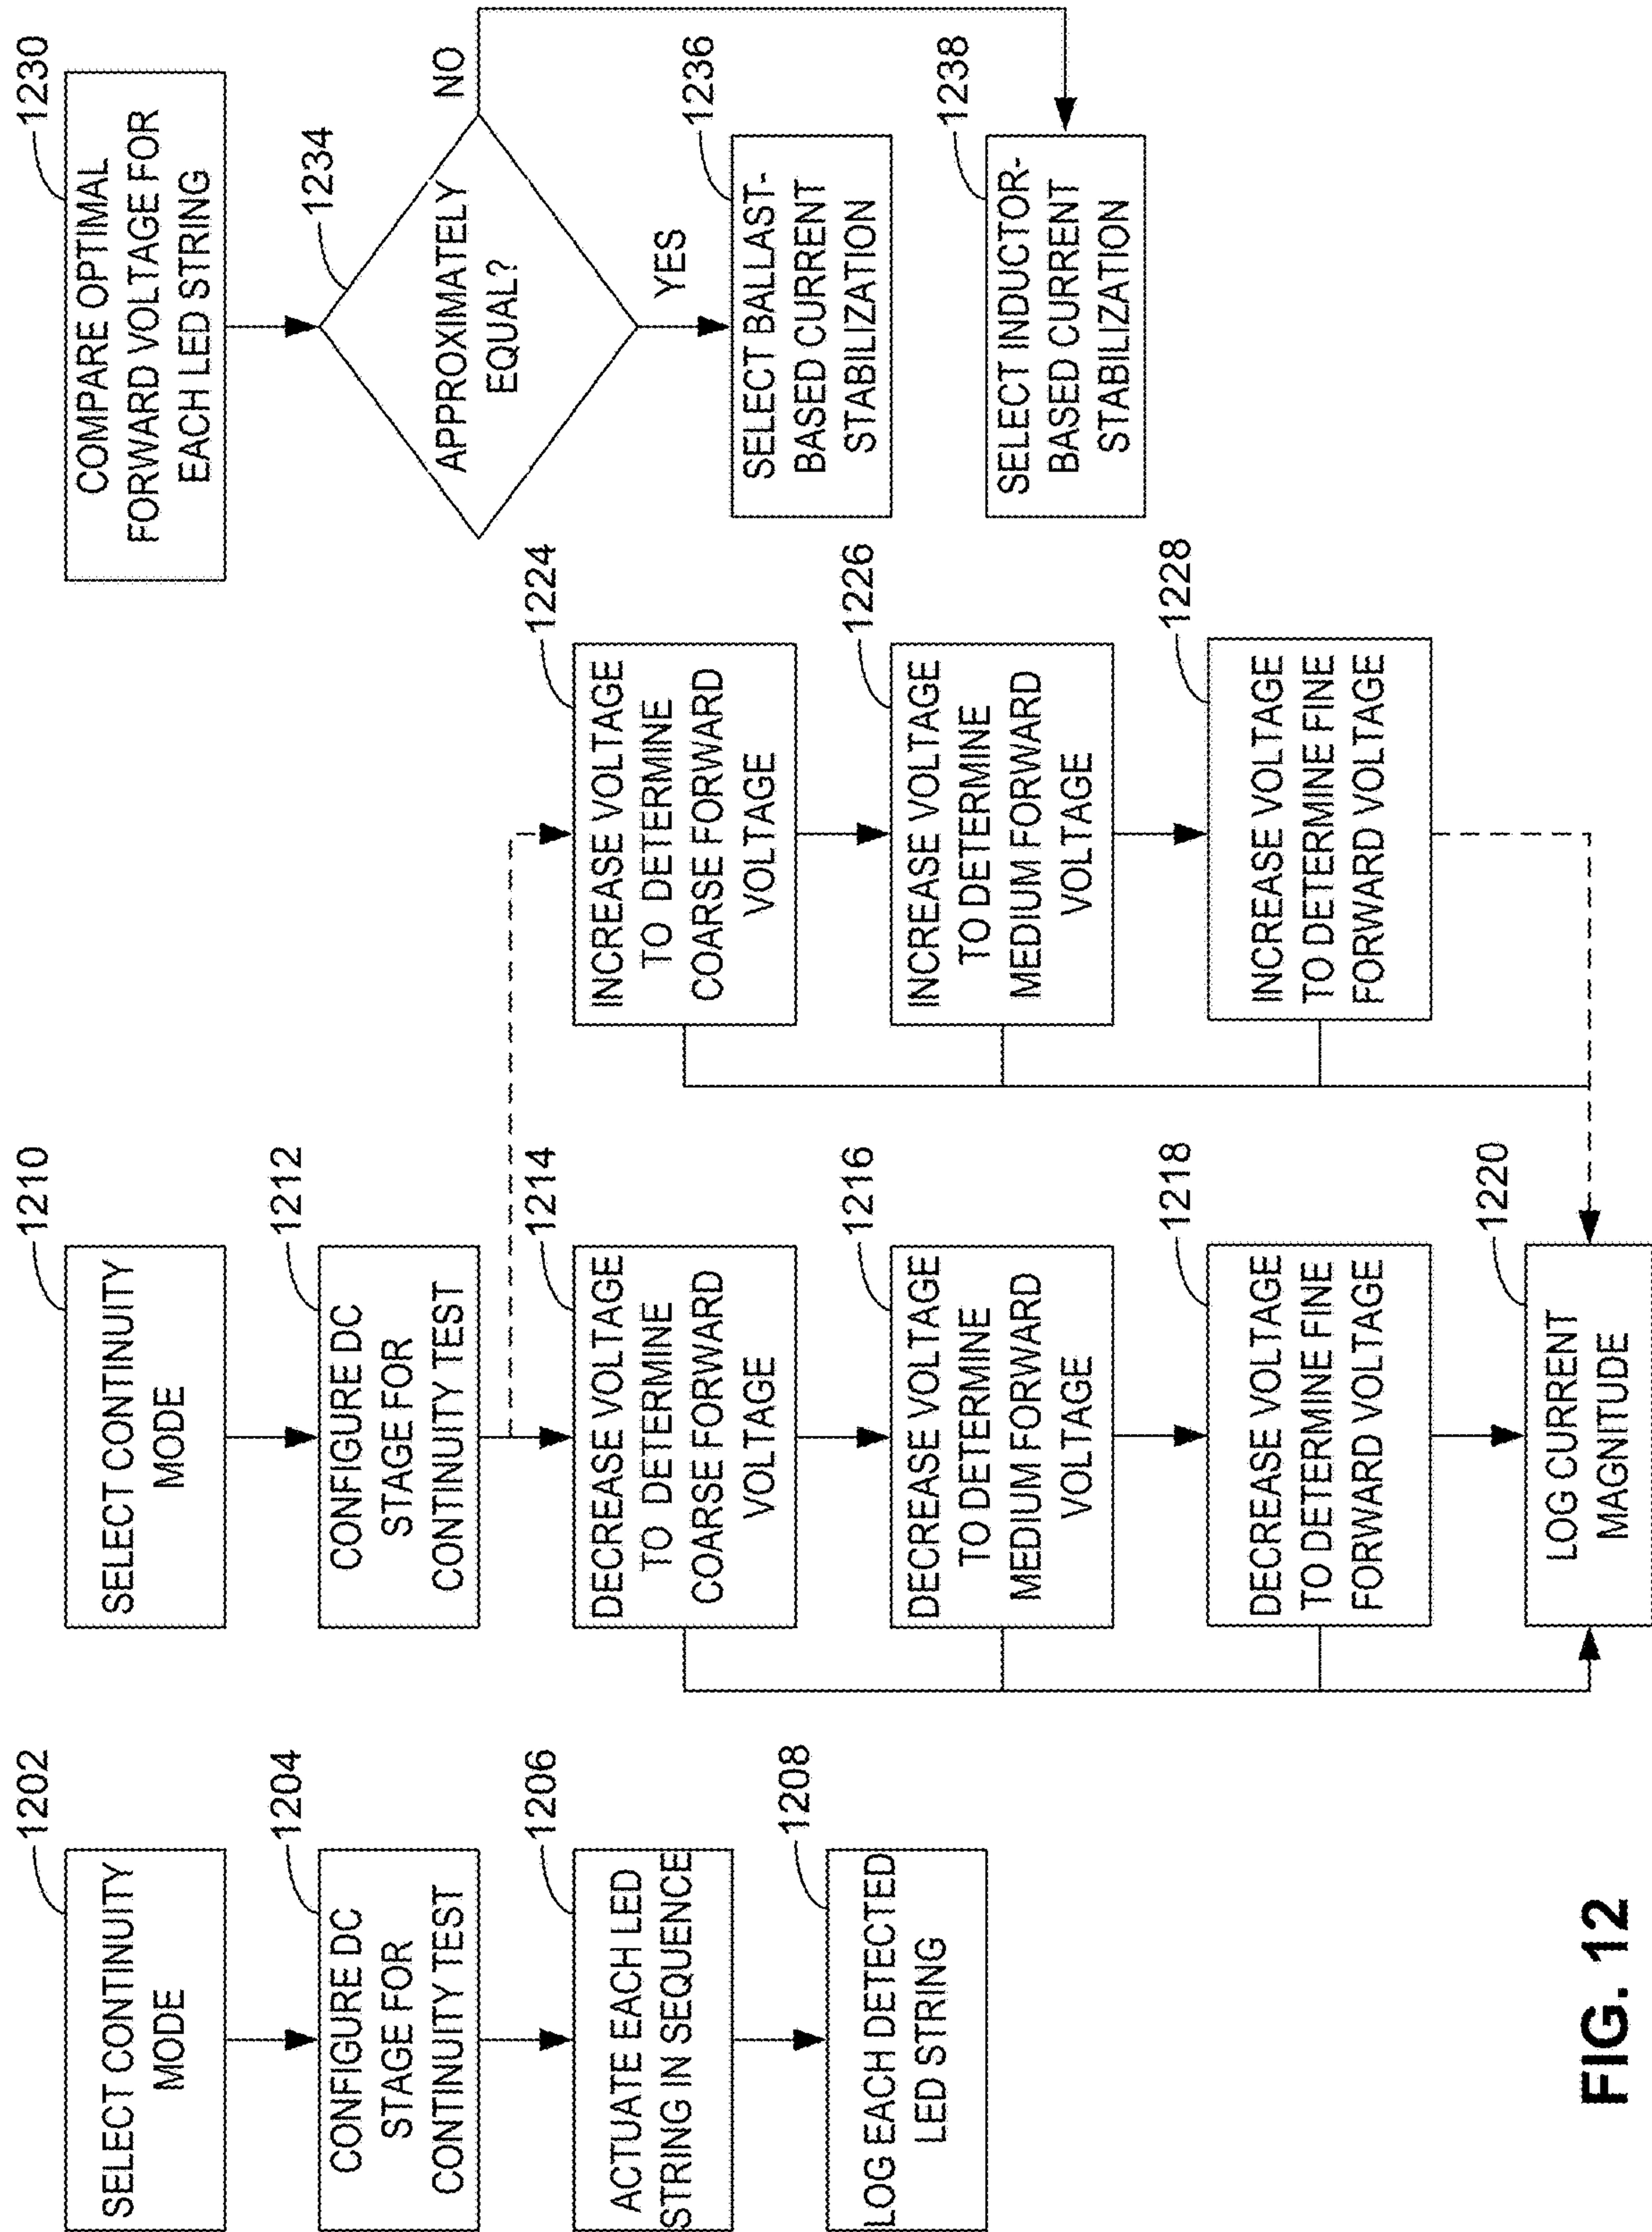 1202
SELECT CONTINUITY
MODE
1204
CONFIGURE DC
STAGE FOR
CONTINUITY TEST
1206
ACTUATE EACH LED
STRING IN SEQUENCE
1208
LOG EACH DETECTED
LED STRING
1210
SELECT CONTINUITY
MODE
1212
CONFIGURE DC
STAGE FOR
CONTINUITY TEST
1214
DECREASE VOLTAGE
TO DETERMINE
COARSE FORWARD
VOLTAGE
1216
DECREASE VOLTAGE
TO DETERMINE
MEDIUM FORWARD
VOLTAGE
1218
DECREASE VOLTAGE
TO DETERMINE FINE
FORWARD VOLTAGE
1220
LOG CURRENT
MAGNITUDE
1224
INCREASE VOLTAGE
TO DETERMINE
COARSE FORWARD
VOLTAGE
1226
INCREASE VOLTAGE
TO DETERMINE
MEDIUM FORWARD
VOLTAGE
1228
INCREASE VOLTAGE
TO DETERMINE FINE
FORWARD VOLTAGE
1230
COMPARE OPTIMAL
FORWARD VOLTAGE FOR
EACH LED STRING
1234
APPROXIMATELY
EQUAL?
NO
YES
1236
SELECT BALLAST-
BASED CURRENT
STABILIZATION
1238
SELECT INDUCTOR-
BASED CURRENT
STABILIZATION
FIG. 12